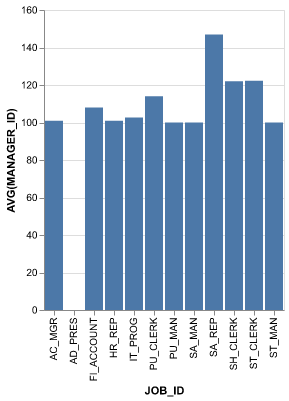 160
140
120
100
80
60
40
20
0
AVG(MANAGER_ID)
AC_MGR
AD_PRES
FI_ACCOUNT
HR_REP
IT_PROG
PU_CLERK
PU_MAN
SA_MAN
SA_REP
SH_CLERK
ST_CLERK
ST_MAN
JOB_ID